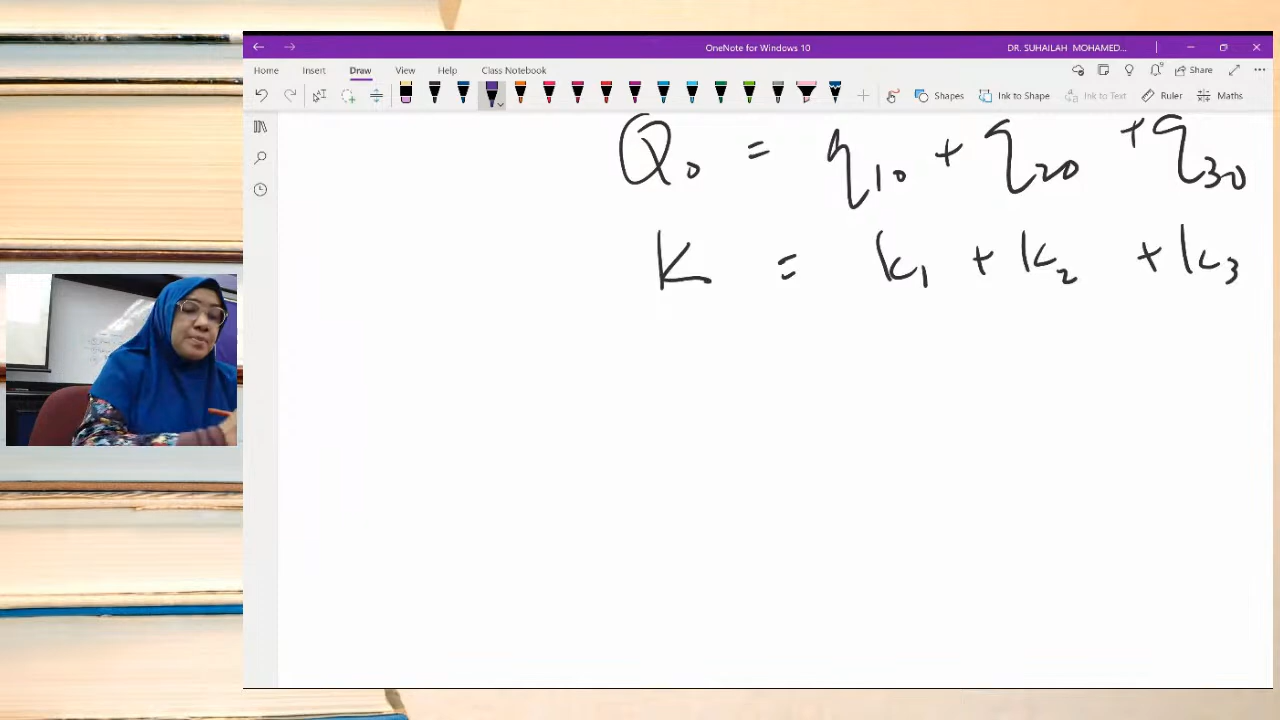 OneNote for Windows 10
DR. SUHAILAH MOHAMED...
Home Insert Draw View Help Class Notebook
Share
Shapes Ink to Shape Ink to Text Ruler Maths
Q₀ = q₁₀ + q₂₀ + q₃₀
K = k₁ + k₂ + k₃